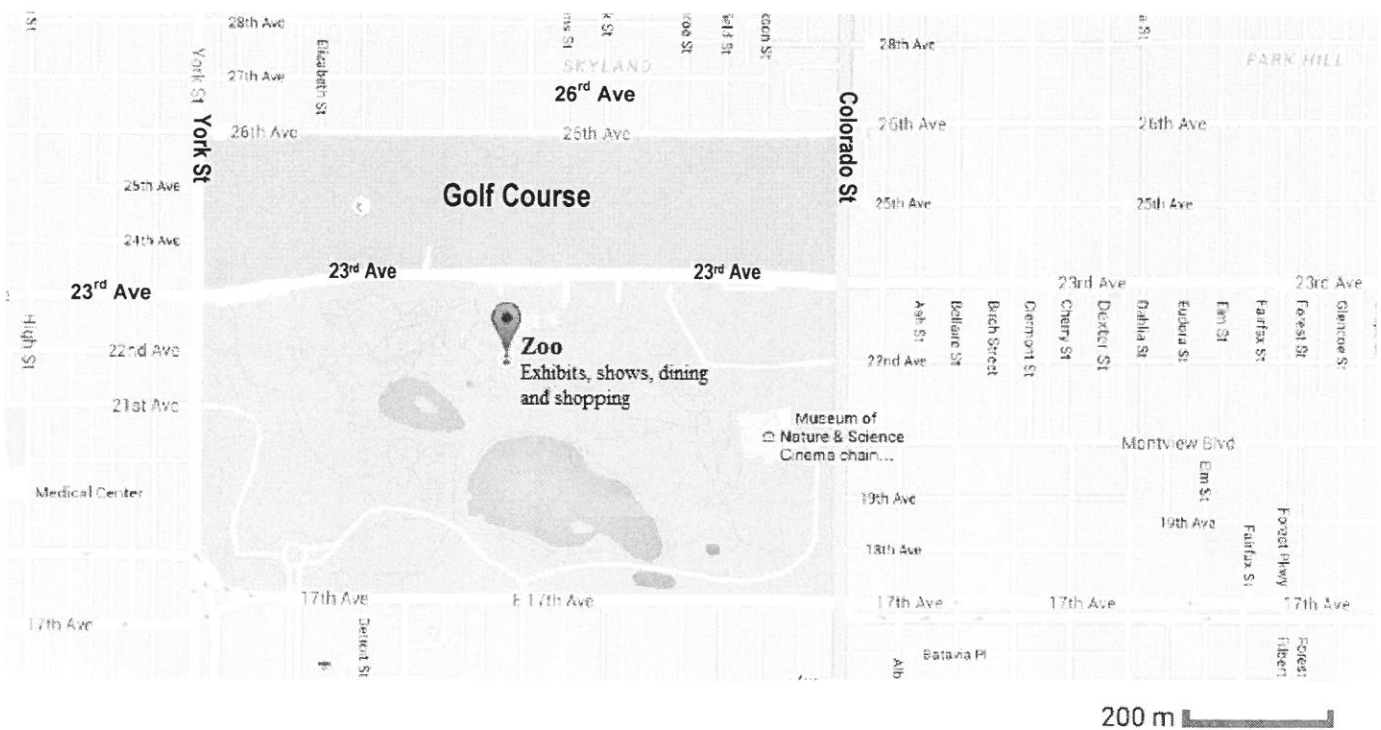 28th Ave
27th Ave
26th Ave
York St
York St
Elizabeth St
SKYLAND
26rd Ave
26th Ave
Colorado St
28th Ave
PARK HILL
26th Ave
26th Ave
25th Ave
25th Ave
25th Ave
24th Ave
Golf Course
23rd Ave
23rd Ave
23rd Ave
23rd Ave
23rd Ave
High St
22nd Ave
21st Ave
Zoo
Exhibits, shows, dining
and shopping
Ash St
Bellaire St
Birch Street
Clermont St
Cherry St
Dexter St
Dahlia St
Eudora St
Elm St
Fairfax St
Forest St
Glencoe St
22nd Ave
Museum of
Nature & Science
Cinema chain...
Montview Blvd
Elm St
Medical Center
19th Ave
19th Ave
18th Ave
Fairfax St
Forest Pkwy
17th Ave
17th Ave
E 17th Ave
17th Ave
17th Ave
17th Ave
Detroit St
Batavia Pl
Alb
Filbert
Forest
200 m